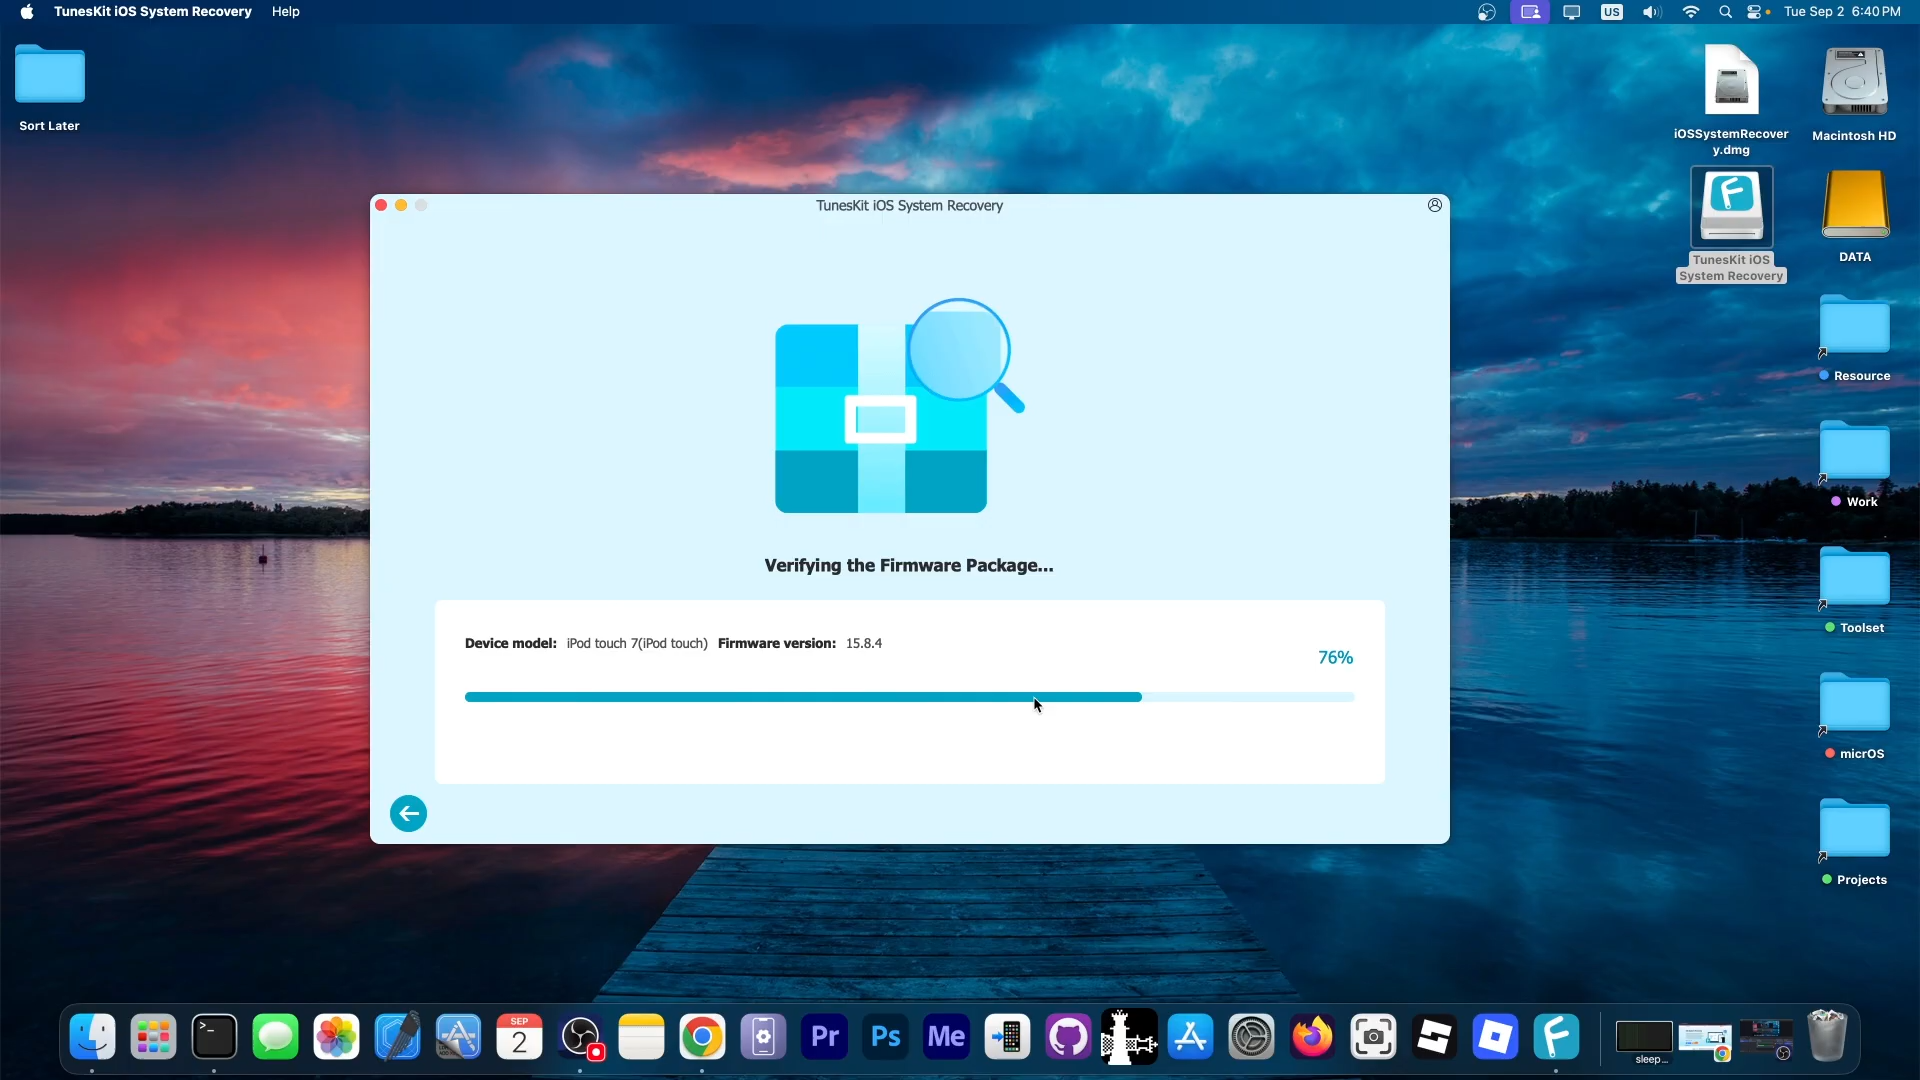 TunesKit iOS System Recovery Help
US
Tue Sep 2 6:40 PM
Sort Later
iOSSystemRecover
y.dmg
Macintosh HD
TunesKit iOS
System Recovery
DATA
Resource
Work
Toolset
micrOS
Projects
TunesKit iOS System Recovery
Verifying the Firmware Package...
Device model: iPod touch 7(iPod touch) Firmware version: 15.8.4
76%
>_
SEP
2
Pr
Ps
Me
sleep...